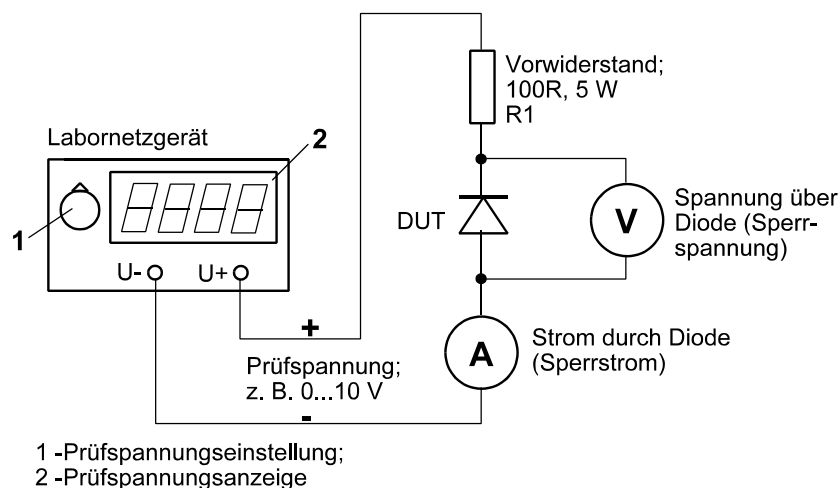 Vorwiderstand;
100R, 5 W
R1
Labornetzgerät
2
1
U-
U+
DUT
V
Spannung über
Diode (Sperr-
spannung)
+
Prüfspannung;
z. B. 0...10 V
-
A
Strom durch Diode
(Sperrstrom)
1 -Prüfspannungseinstellung;
2 -Prüfspannungsanzeige